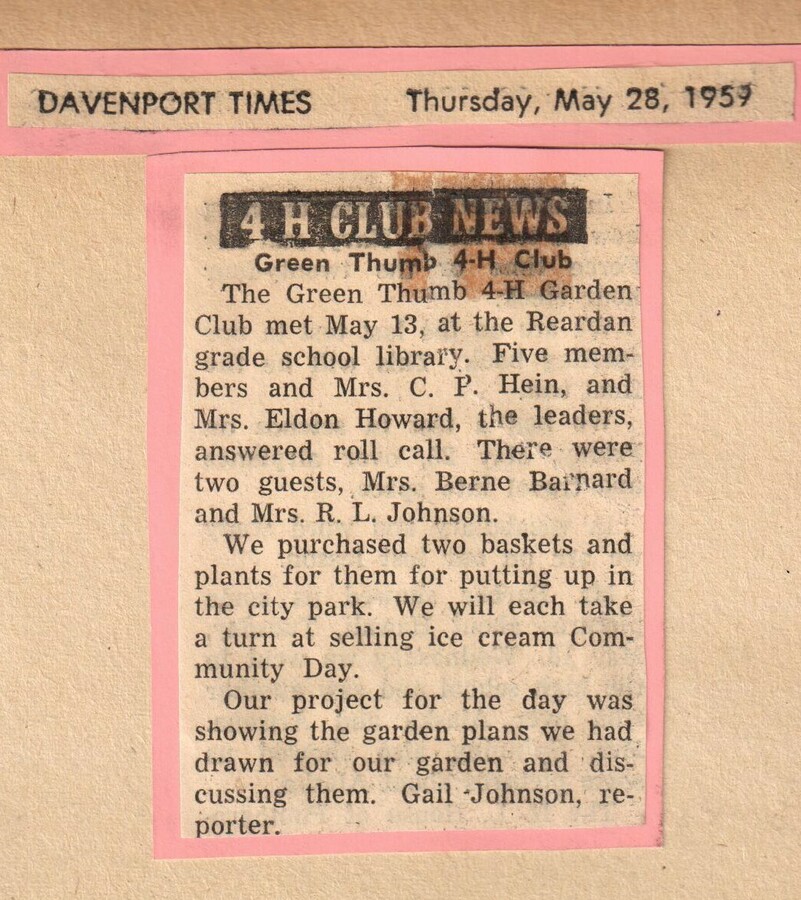 DAVENPORT TIMES Thursday, May 28, 1959
4 H CLUB NEWS
Green Thumb 4-H Club
The Green Thumb 4-H Garden
Club met May 13, at the Reardan
grade school library. Five mem-
bers and Mrs. C. P. Hein, and
Mrs. Eldon Howard, the leaders,
answered roll call. There were
two guests, Mrs. Berne Barnard
and Mrs. R. L. Johnson.
We purchased two baskets and
plants for them for putting up in
the city park. We will each take
a turn at selling ice cream Com-
munity Day.
Our project for the day was
showing the garden plans we had
drawn for our garden and dis-
cussing them. Gail Johnson, re-
porter.